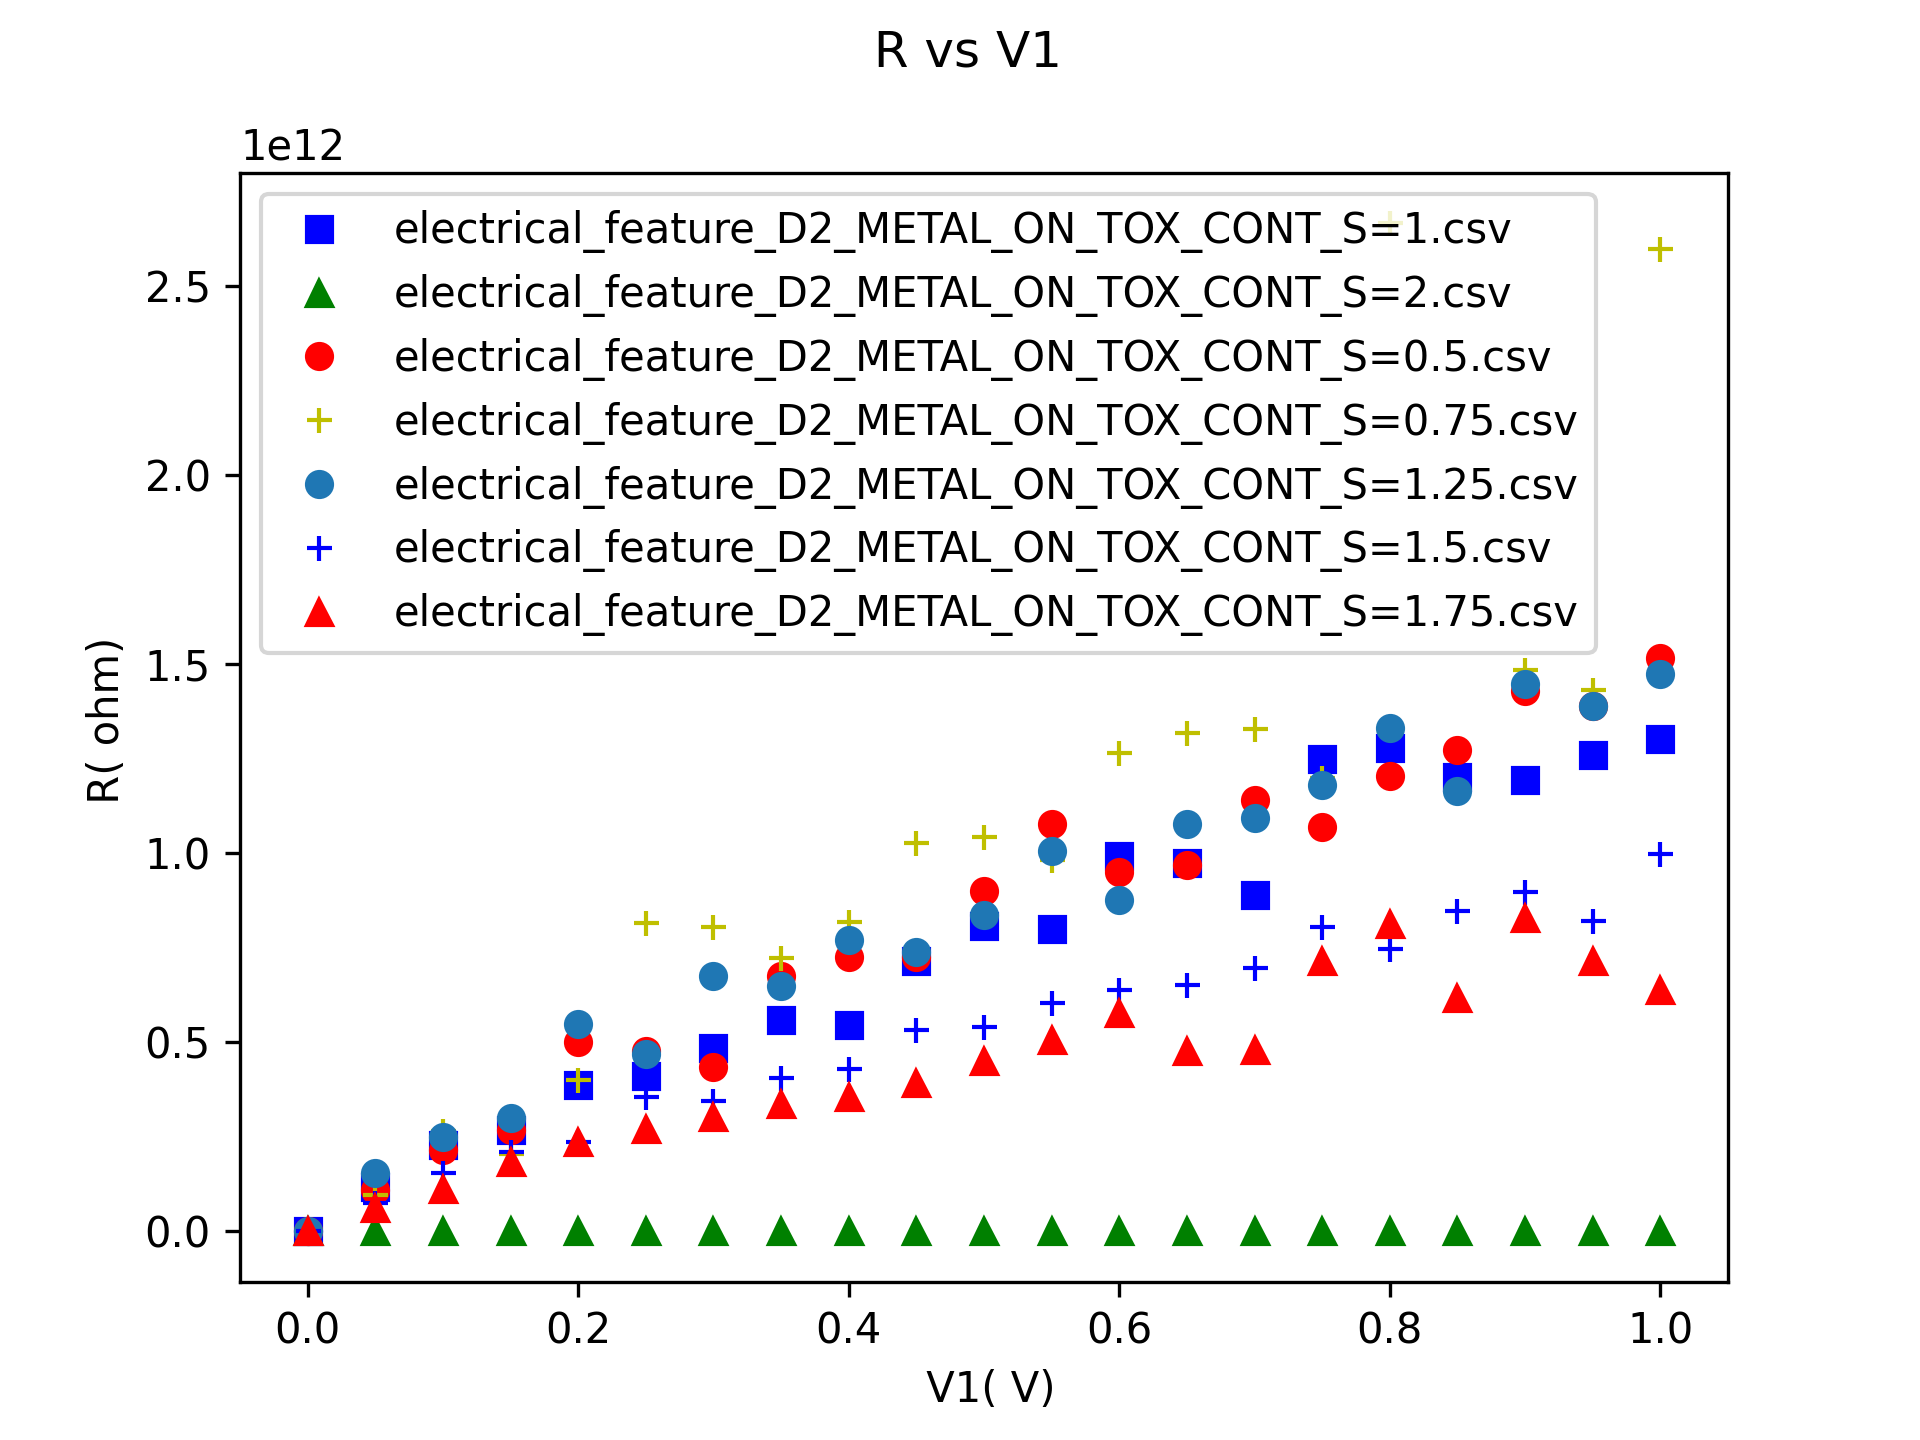 R vs V1
1e12
electrical_feature_D2_METAL_ON_TOX_CONT_S=1.csv
electrical_feature_D2_METAL_ON_TOX_CONT_S=2.csv
electrical_feature_D2_METAL_ON_TOX_CONT_S=0.5.csv
electrical_feature_D2_METAL_ON_TOX_CONT_S=0.75.csv
electrical_feature_D2_METAL_ON_TOX_CONT_S=1.25.csv
electrical_feature_D2_METAL_ON_TOX_CONT_S=1.5.csv
electrical_feature_D2_METAL_ON_TOX_CONT_S=1.75.csv
2.5
2.0
1.5
1.0
0.5
0.0
R( ohm)
0.0 0.2 0.4 0.6 0.8 1.0
V1( V)